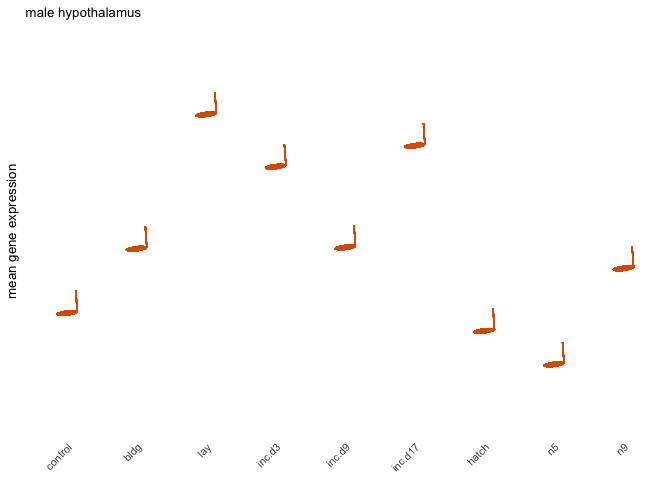 male hypothalamus
mean gene expression
control
bldg
lay
inc.d3
inc.d9
inc.d17
hatch
n5
n9